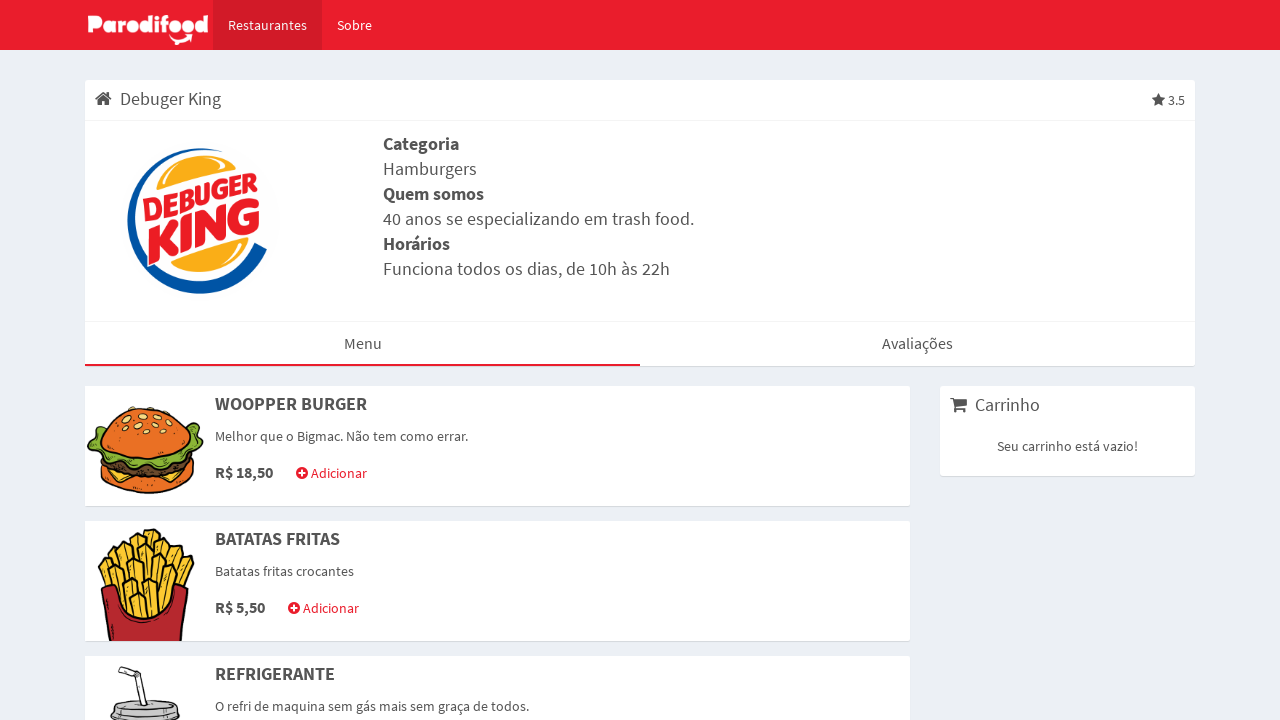 Parodifood Restaurantes Sobre
Debuger King 3.5
DEBUGER
KING
Categoria
Hamburgers
Quem somos
40 anos se especializando em trash food.
Horários
Funciona todos os dias, de 10h às 22h
Menu Avaliações
WOOPPER BURGER
Melhor que o Bigmac. Não tem como errar.
R$ 18,50 Adicionar
Carrinho
Seu carrinho está vazio!
BATATAS FRITAS
Batatas fritas crocantes
R$ 5,50 Adicionar
REFRIGERANTE
O refri de maquina sem gás mais sem graça de todos.